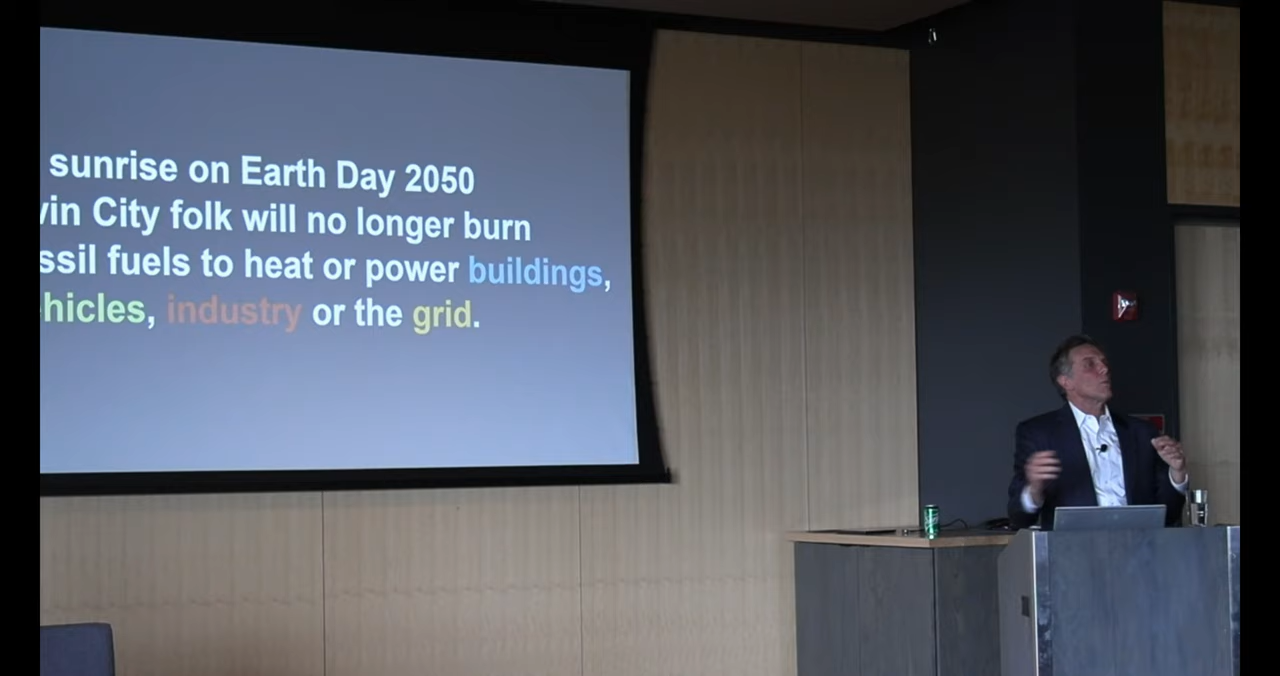 sunrise on Earth Day 2050
vin City folk will no longer burn
ssil fuels to heat or power buildings,
hicles, industry or the grid.